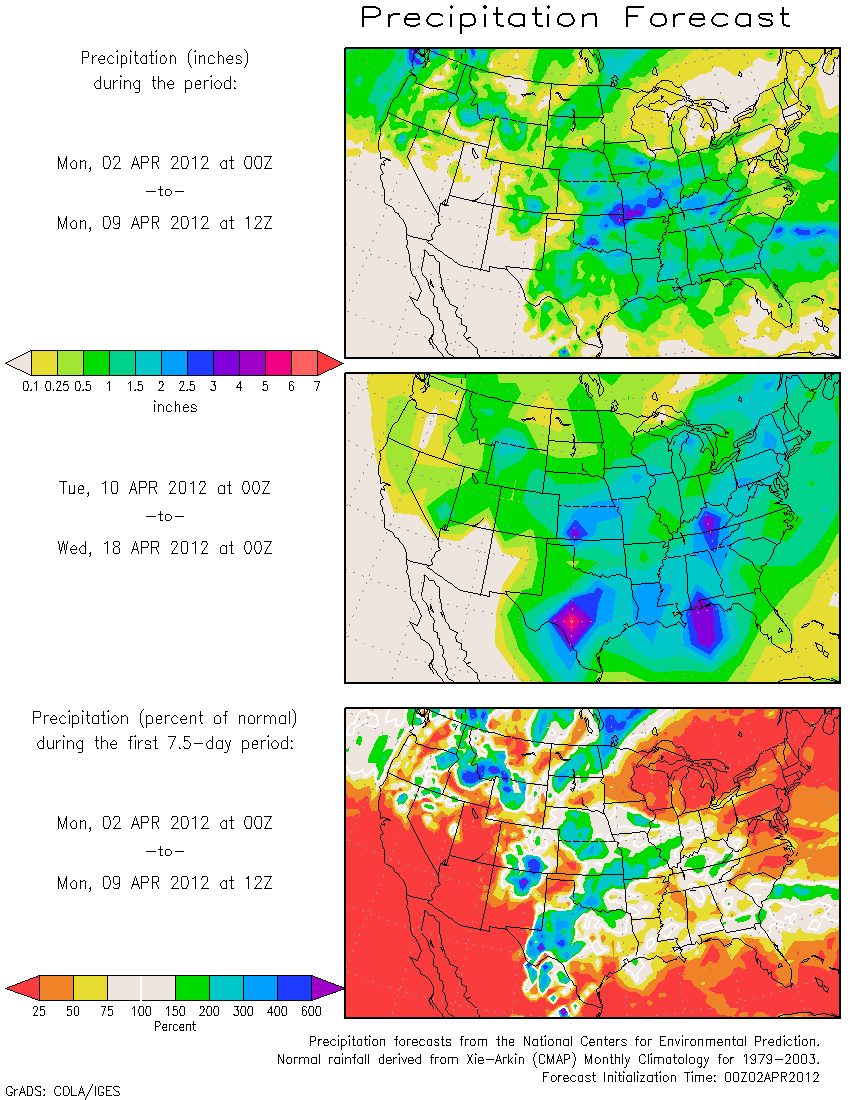 Precipitation Forecast
Precipitation (inches)
during the period:
Mon, 02 APR 2012 at 00Z
-to-
Mon, 09 APR 2012 at 12Z
0.1 0.25 0.5 1 1.5 2 2.5 3 4 5 6 7
inches
Tue, 10 APR 2012 at 00Z
-to-
Wed, 18 APR 2012 at 00Z
Precipitation (percent of normal)
during the first 7.5-day period:
Mon, 02 APR 2012 at 00Z
-to-
Mon, 09 APR 2012 at 12Z
25 50 75 100 150 200 300 400 600
Percent
Precipitation forecasts from the National Centers for Environmental Prediction.
Normal rainfall derived from Xie-Arkin (CMAP) Monthly Climatology for 1979-2003.
Forecast Initialization Time: 00Z02APR2012
GrADS: COLA/IGES